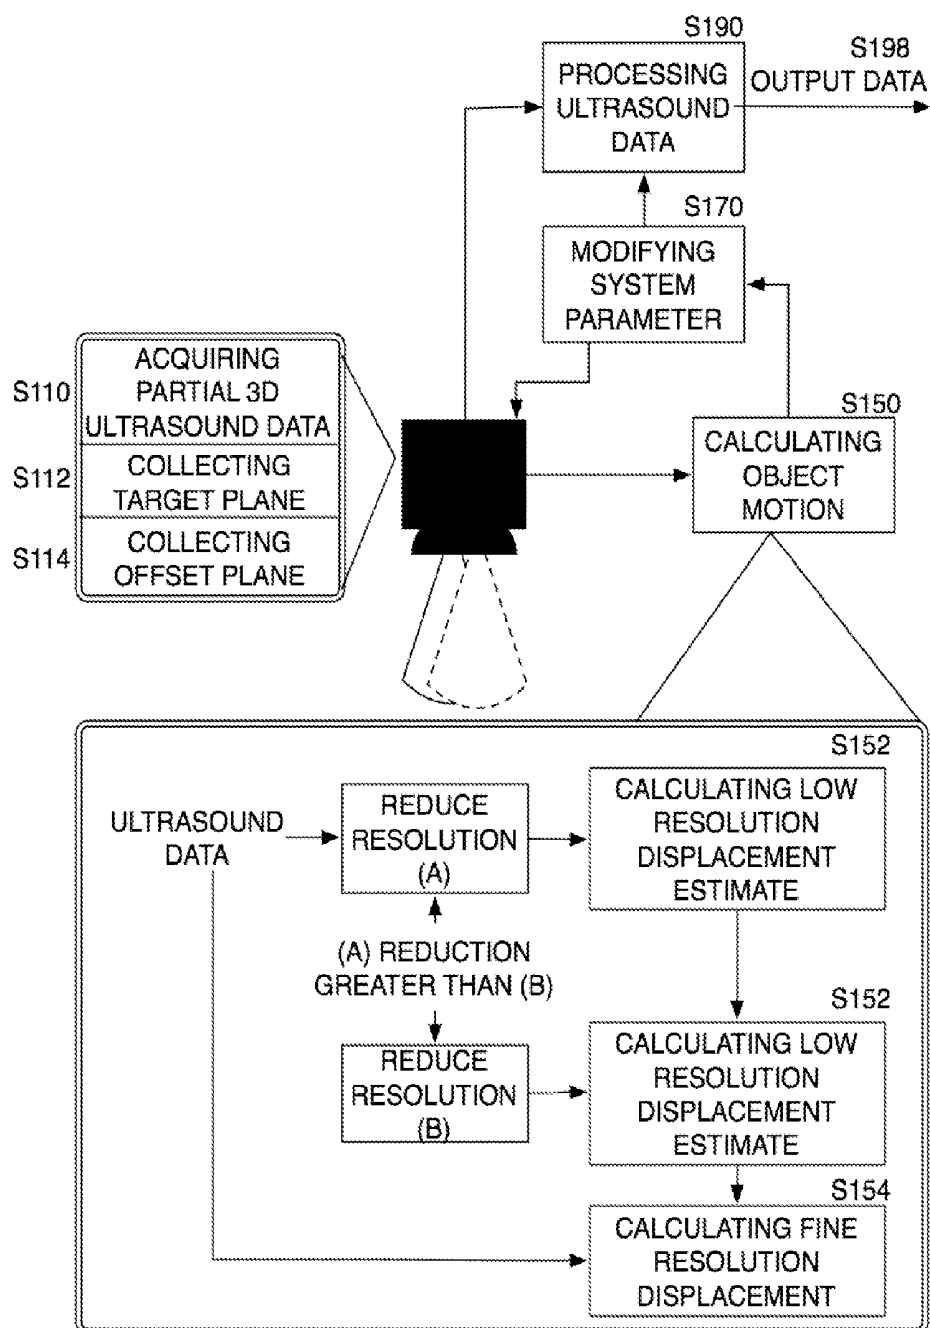 S190
PROCESSING
ULTRASOUND
DATA
S198
OUTPUT DATA
S170
MODIFYING
SYSTEM
PARAMETER
S110
ACQUIRING
PARTIAL 3D
ULTRASOUND DATA
S112
COLLECTING
TARGET PLANE
S114
COLLECTING
OFFSET PLANE
S150
CALCULATING
OBJECT
MOTION
ULTRASOUND
DATA
REDUCE
RESOLUTION
(A)
S152
CALCULATING LOW
RESOLUTION
DISPLACEMENT
ESTIMATE
(A) REDUCTION
GREATER THAN (B)
REDUCE
RESOLUTION
(B)
S152
CALCULATING LOW
RESOLUTION
DISPLACEMENT
ESTIMATE
S154
CALCULATING FINE
RESOLUTION
DISPLACEMENT